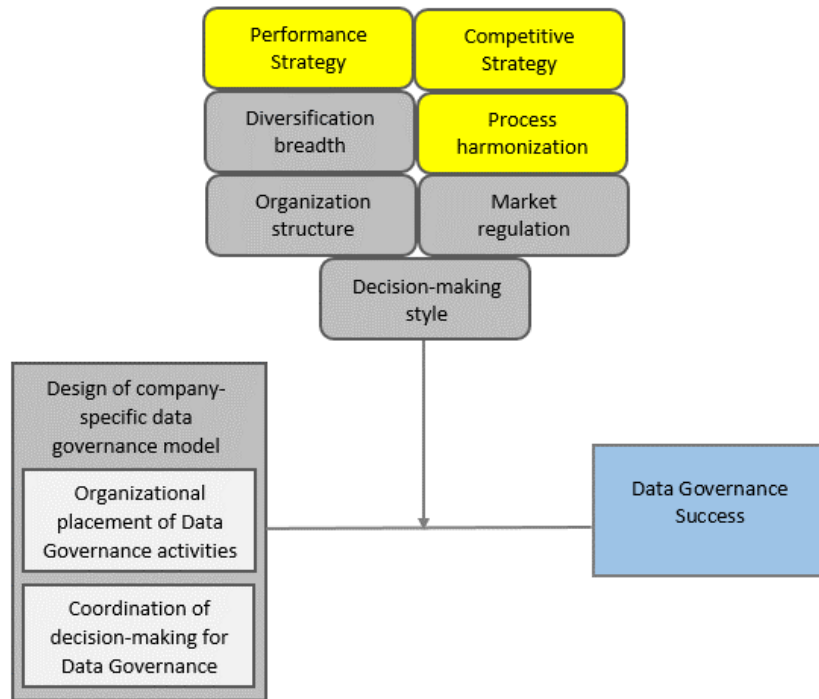 Performance
Strategy
Competitive
Strategy
Diversification
breadth
Process
harmonization
Organization
structure
Market
regulation
Decision-making
style
Design of company-
specific data
governance model
Organizational
placement of Data
Governance activities
Coordination of
decision-making for
Data Governance
Data Governance
Success